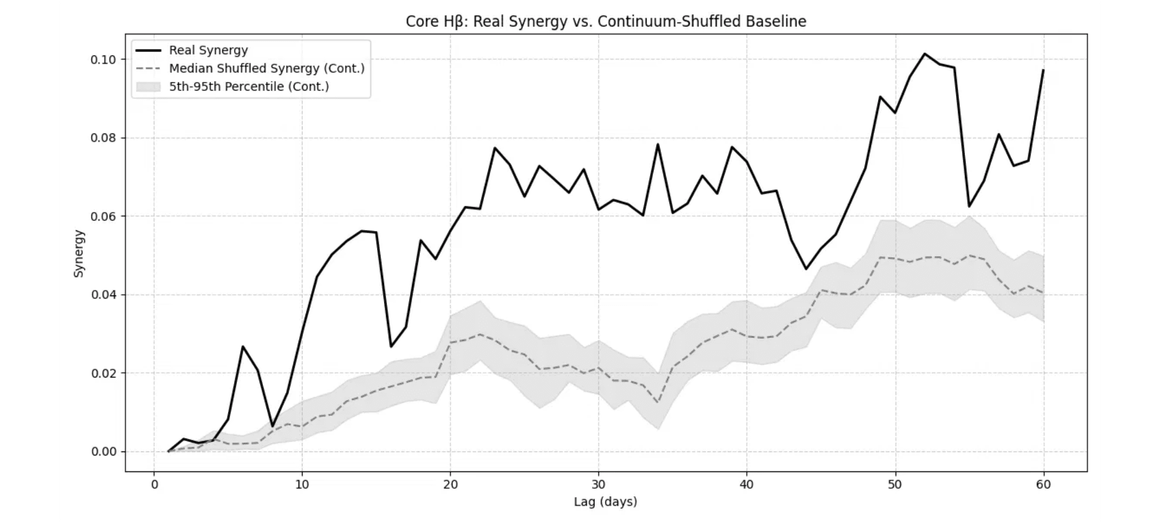 Core Hβ: Real Synergy vs. Continuum-Shuffled Baseline
Real Synergy
Median Shuffled Synergy (Cont.)
5th-95th Percentile (Cont.)
0.10
0.08
0.06
0.04
0.02
0.00
Synergy
0 10 20 30 40 50 60
Lag (days)